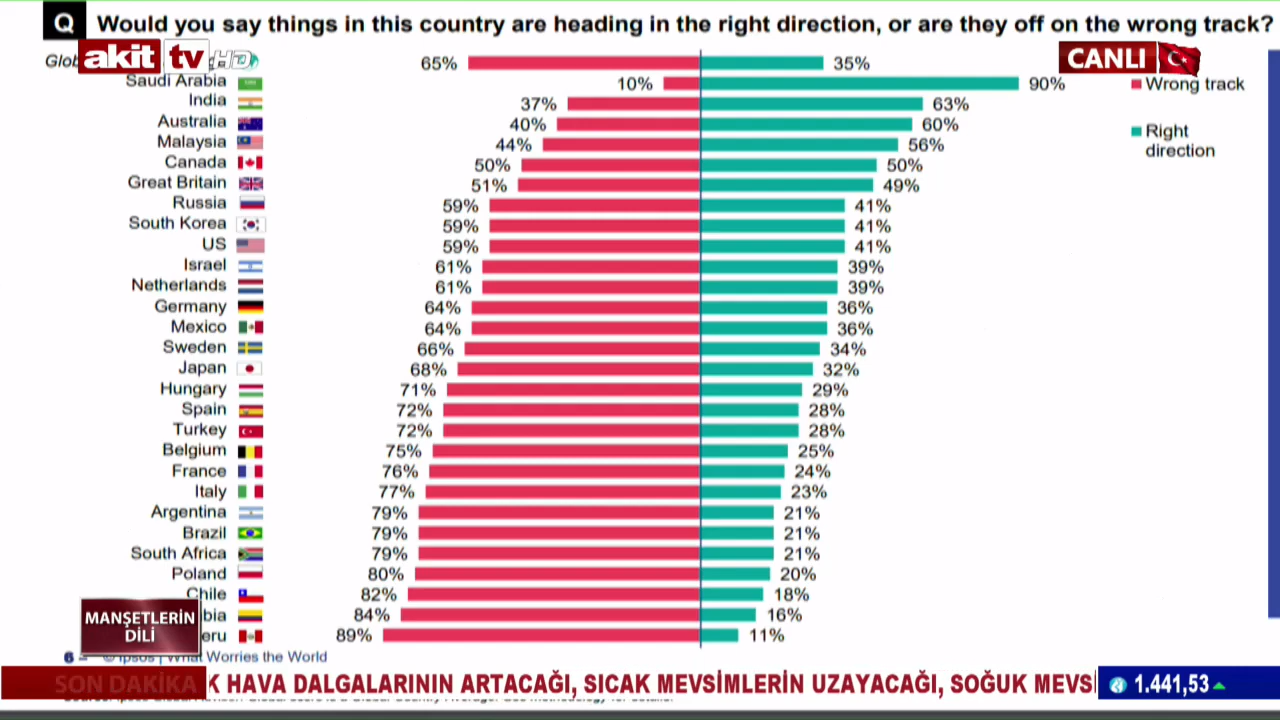 Q Would you say things in this country are heading in the right direction, or are they off on the wrong track?
akit tv HD
CANLI
65% 35%
Saudi Arabia 10% 90%
Wrong track
India 37% 63%
Australia 40% 60%
Right
direction
Malaysia 44% 56%
Canada 50% 50%
Great Britain 51% 49%
Russia 59% 41%
South Korea 59% 41%
US 59% 41%
Israel 61% 39%
Netherlands 61% 39%
Germany 64% 36%
Mexico 64% 36%
Sweden 66% 34%
Japan 68% 32%
Hungary 71% 29%
Spain 72% 28%
Turkey 72% 28%
Belgium 75% 25%
France 76% 24%
Italy 77% 23%
Argentina 79% 21%
Brazil 79% 21%
South Africa 79% 21%
Poland 80% 20%
Chile 82% 18%
bia 84% 16%
eru 89% 11%
MANŞETLERİN
DİLİ
6 – © Ipsos | What Worries the World
SON DAKİKA K HAVA DALGALARININ ARTACAĞI, SICAK MEVSİMLERİN UZAYACAĞI, SOĞUK MEVSİ
1.441,53